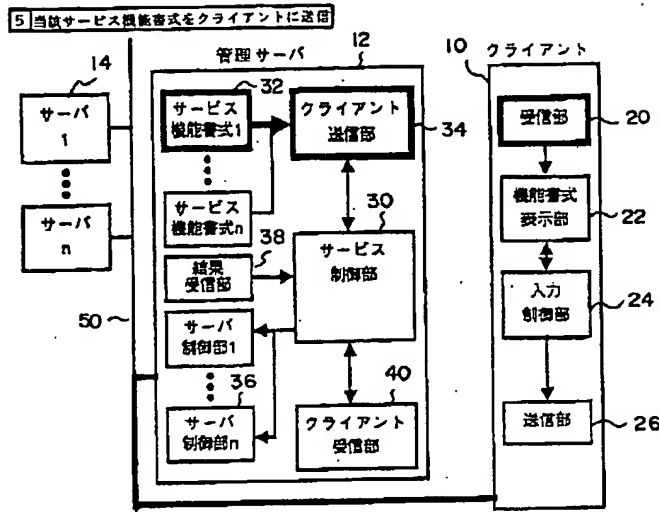 5 当該サービス機能書式をクライアントに送信
管理サーバ
12
クライアント
10
14
サーバ
1
サーバ
n
50
32
サービス
機能書式1
サービス
機能書式n
クライアント
送信部
34
30
サービス
制御部
38
結果
受信部
サーバ
制御部1
36
サーバ
制御部n
40
クライアント
受信部
受信部
20
機能書式
表示部
22
入力
制御部
24
送信部
26